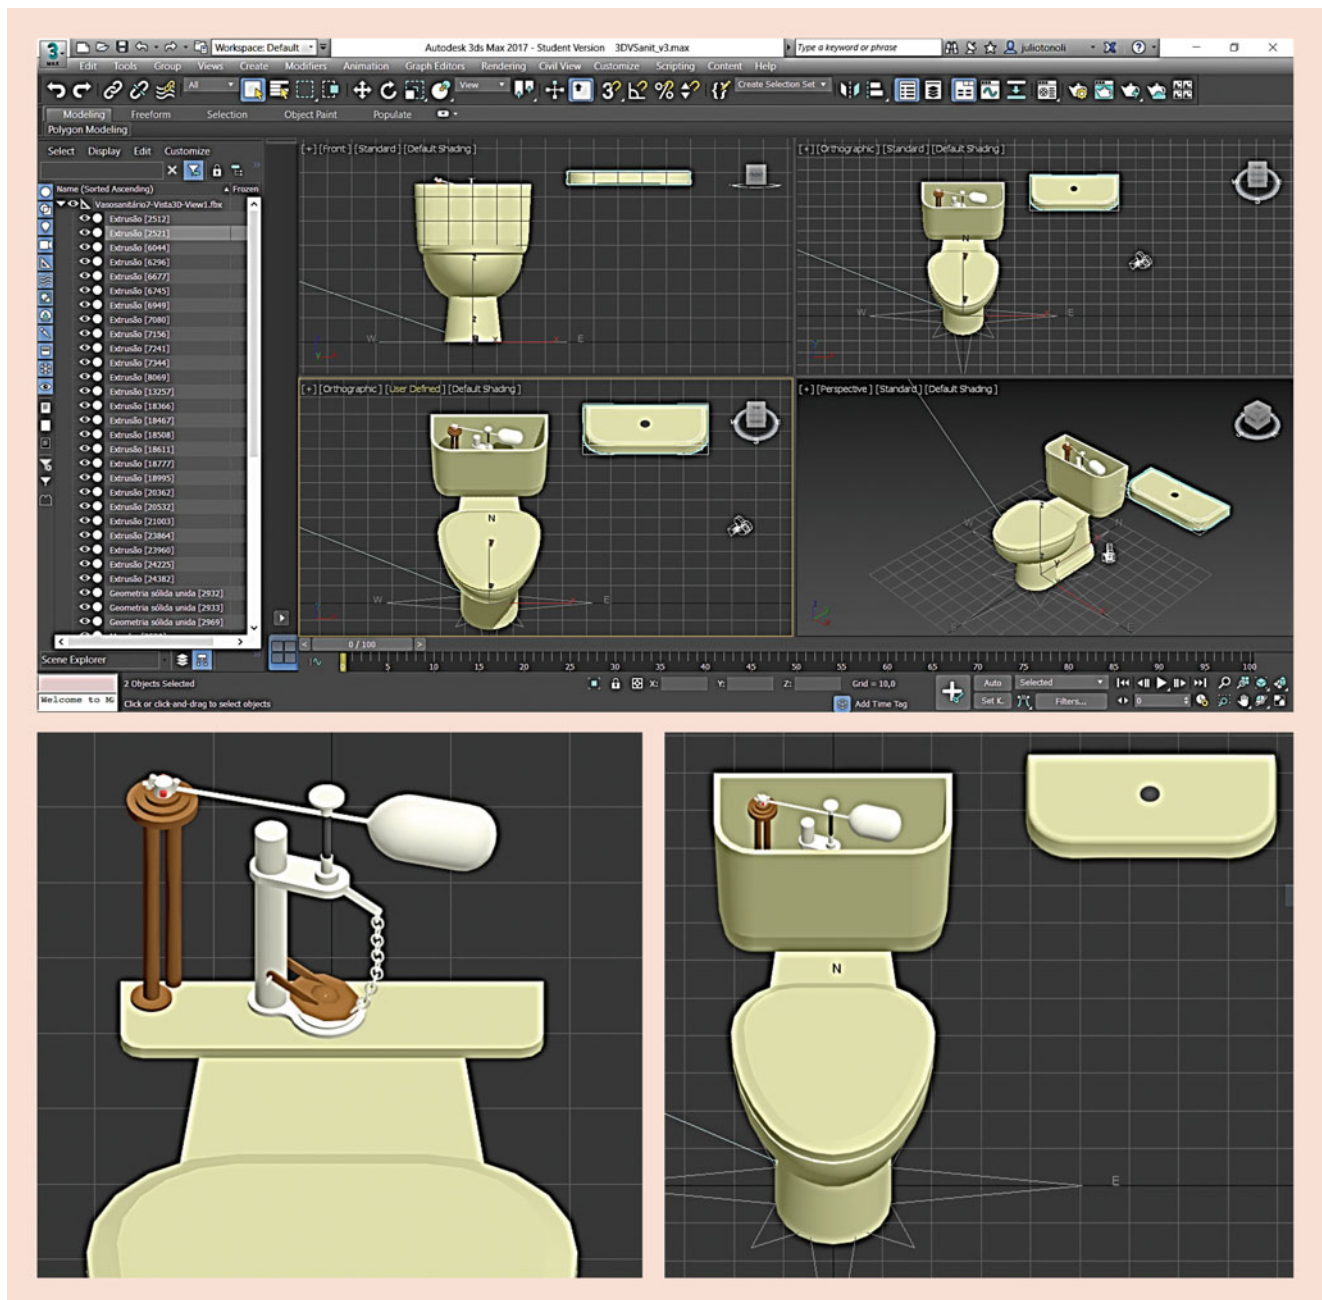 3 Workspace: Default Autodesk 3ds Max 2017 - Student Version 3DVSanit_v3.max Type a keyword or phrase juliotonoli
MAX Edit Tools Group Views Create Modifiers Animation Graph Editors Rendering Civil View Customize Scripting Content Help
All View Create Selection Set
Modeling Freeform Selection Object Paint Populate
Polygon Modeling
Select Display Edit Customize
Name (Sorted Ascending) Frozen
Vasosanitário7-Vista3D-View1.fbx
Extrusão [2512]
Extrusão [2521]
Extrusão [6044]
Extrusão [6296]
Extrusão [6677]
Extrusão [6745]
Extrusão [6949]
Extrusão [7080]
Extrusão [7156]
Extrusão [7241]
Extrusão [7344]
Extrusão [8069]
Extrusão [13257]
Extrusão [18366]
Extrusão [18467]
Extrusão [18508]
Extrusão [18611]
Extrusão [18777]
Extrusão [18995]
Extrusão [20362]
Extrusão [20532]
Extrusão [21003]
Extrusão [23864]
Extrusão [23960]
Extrusão [24225]
Extrusão [24382]
Geometria sólida unida [2932]
Geometria sólida unida [2933]
Geometria sólida unida [2969]
Scene Explorer
[+] [Front] [Standard] [Default Shading]
W E
[+] [Orthographic] [Standard] [Default Shading]
N
W E
[+] [Orthographic] [User Defined] [Default Shading]
N
W E
[+] [Perspective] [Standard] [Default Shading]
N
0 / 100
0 5 10 15 20 25 30 35 40 45 50 55 60 65 70 75 80 85 90 95 100
2 Objects Selected X: Y: Z: Grid = 10,0 Auto Selected
Welcome to M Click or click-and-drag to select objects Add Time Tag Set K. Filters... 0
N
E